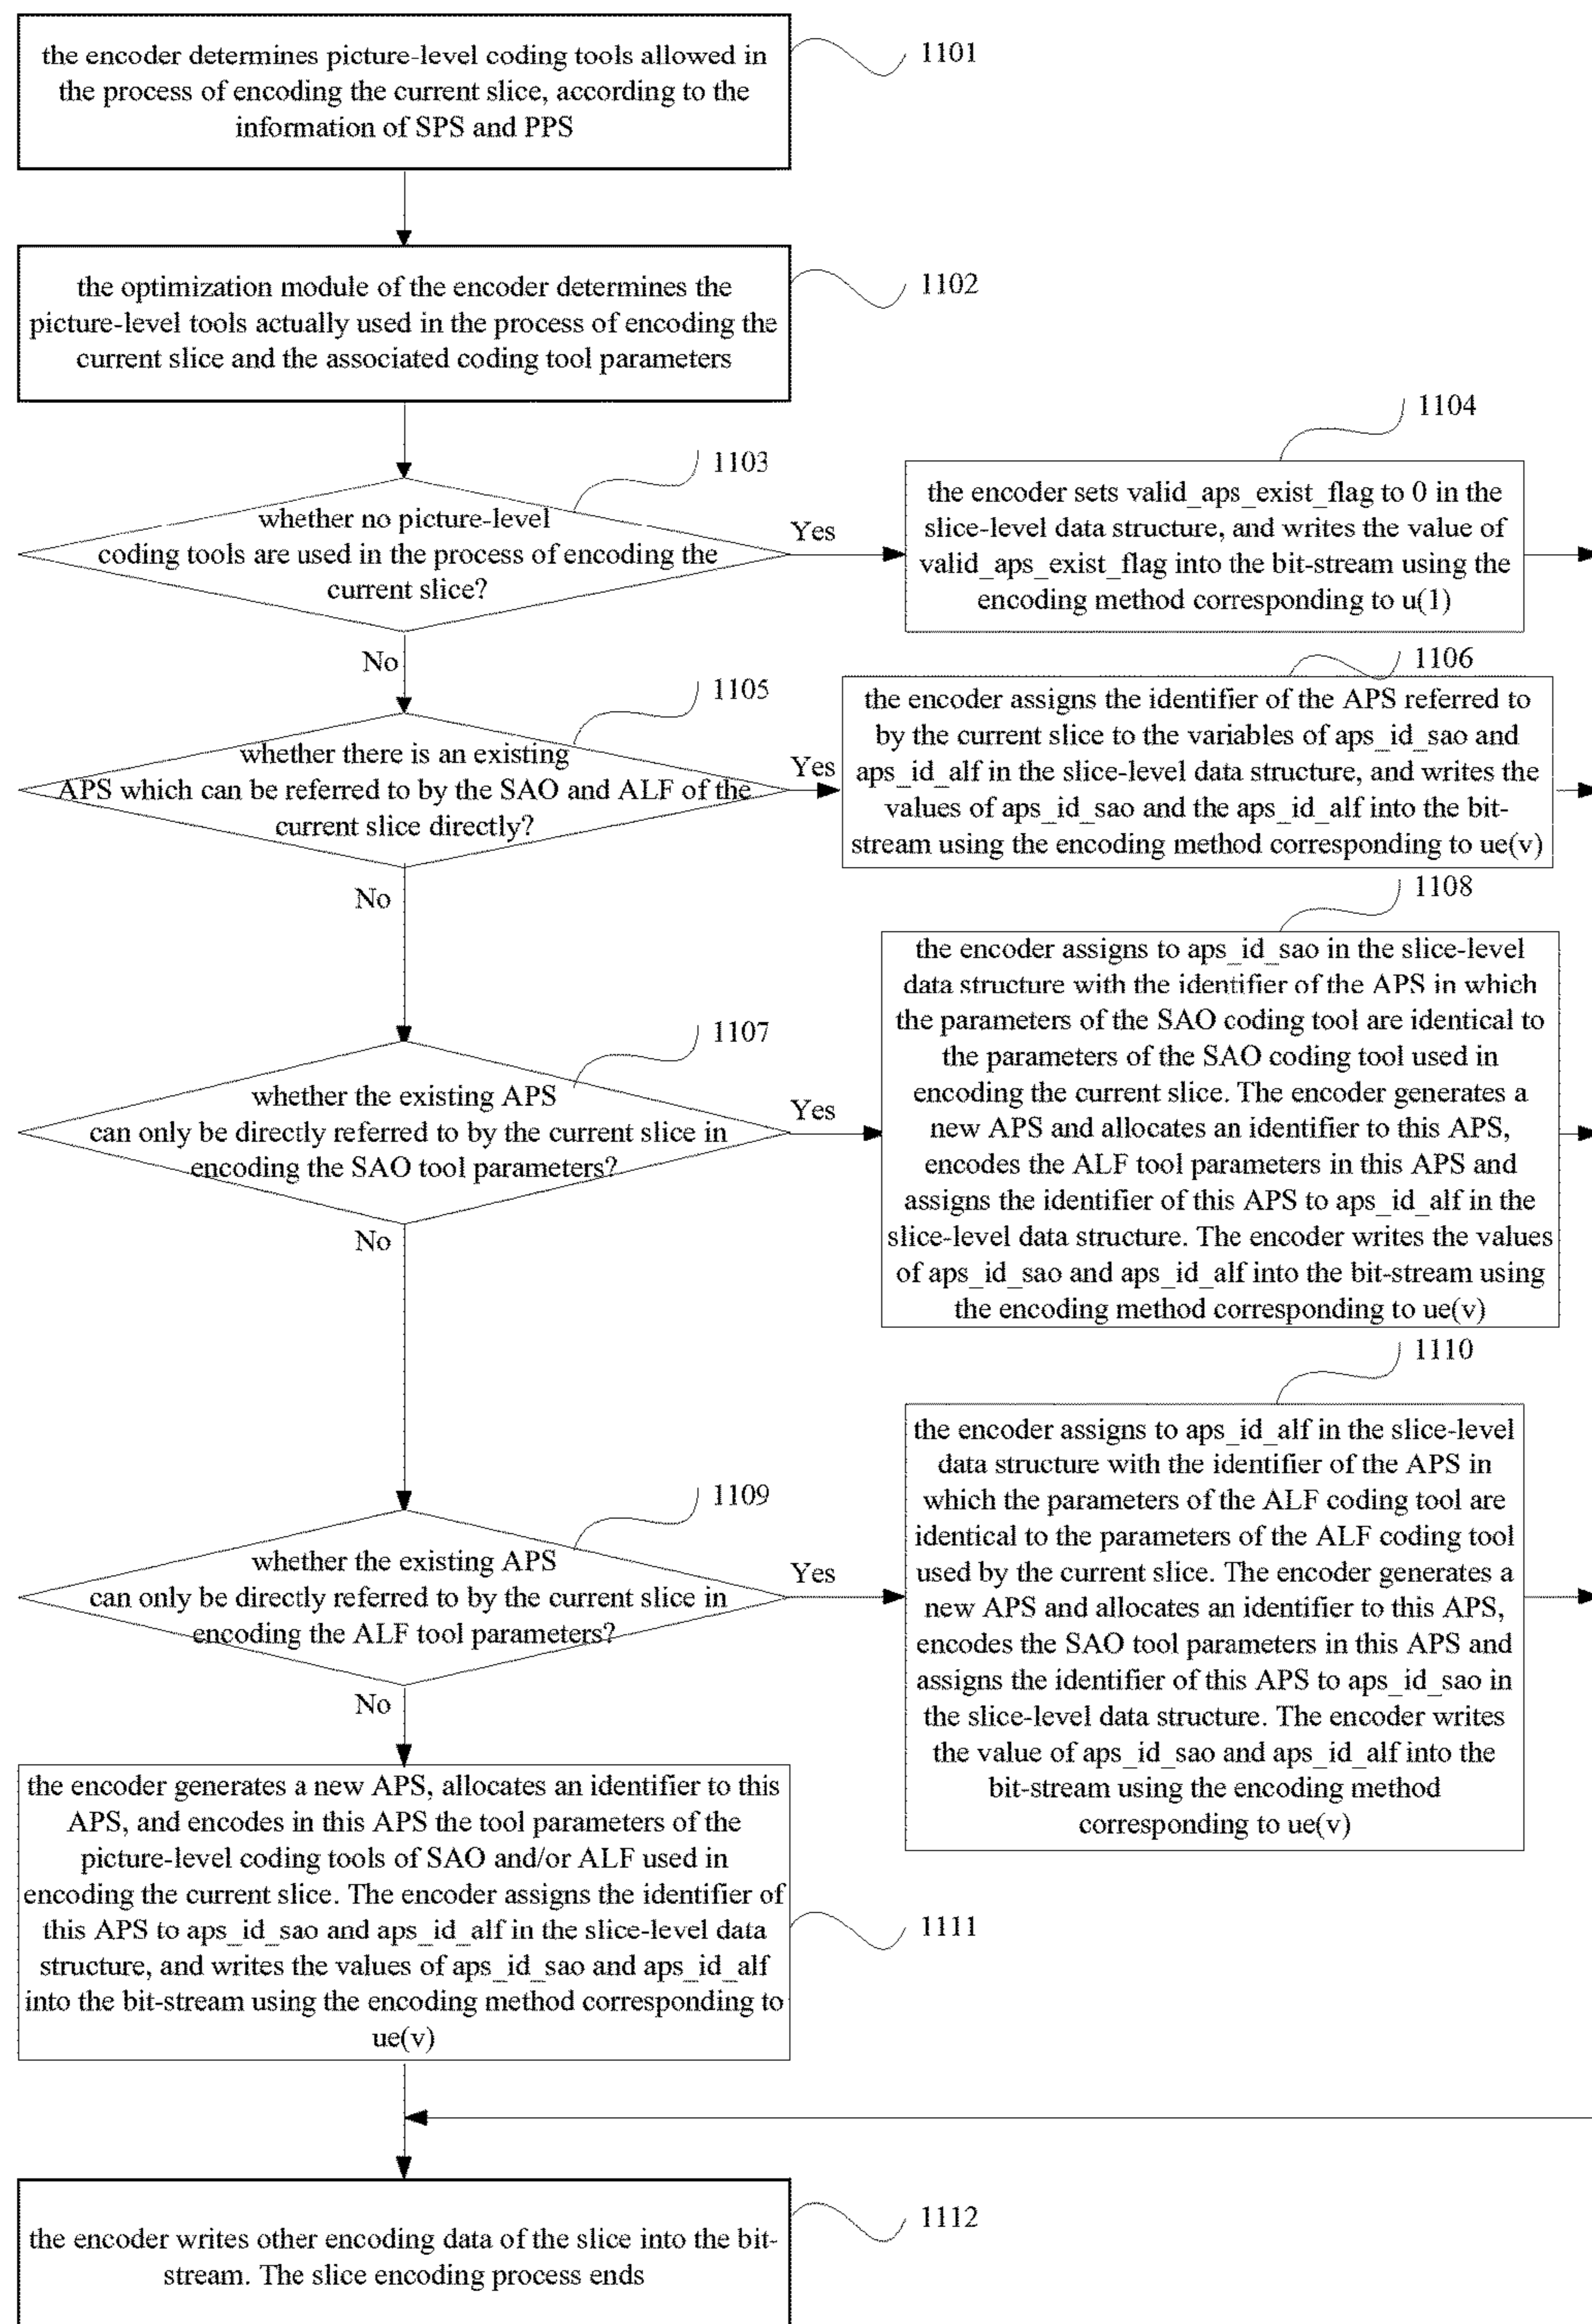 the encoder determines picture-level coding tools allowed in
the process of encoding the current slice, according to the
information of SPS and PPS
1101
the optimization module of the encoder determines the
picture-level tools actually used in the process of encoding the
current slice and the associated coding tool parameters
1102
1103
whether no picture-level
coding tools are used in the process of encoding the
current slice?
Yes
No
1104
the encoder sets valid_aps_exist_flag to 0 in the
slice-level data structure, and writes the value of
valid_aps_exist_flag into the bit-stream using the
encoding method corresponding to u(1)
1105
whether there is an existing
APS which can be referred to by the SAO and ALF of the
current slice directly?
Yes
No
1106
the encoder assigns the identifier of the APS referred to
by the current slice to the variables of aps_id_sao and
aps_id_alf in the slice-level data structure, and writes the
values of aps_id_sao and the aps_id_alf into the bit-
stream using the encoding method corresponding to ue(v)
1107
whether the existing APS
can only be directly referred to by the current slice in
encoding the SAO tool parameters?
Yes
No
1108
the encoder assigns to aps_id_sao in the slice-level
data structure with the identifier of the APS in which
the parameters of the SAO coding tool are identical to
the parameters of the SAO coding tool used in
encoding the current slice. The encoder generates a
new APS and allocates an identifier to this APS,
encodes the ALF tool parameters in this APS and
assigns the identifier of this APS to aps_id_alf in the
slice-level data structure. The encoder writes the values
of aps_id_sao and aps_id_alf into the bit-stream using
the encoding method corresponding to ue(v)
1109
whether the existing APS
can only be directly referred to by the current slice in
encoding the ALF tool parameters?
Yes
No
1110
the encoder assigns to aps_id_alf in the slice-level
data structure with the identifier of the APS in
which the parameters of the ALF coding tool are
identical to the parameters of the ALF coding tool
used by the current slice. The encoder generates a
new APS and allocates an identifier to this APS,
encodes the SAO tool parameters in this APS and
assigns the identifier of this APS to aps_id_sao in
the slice-level data structure. The encoder writes
the value of aps_id_sao and aps_id_alf into the
bit-stream using the encoding method
corresponding to ue(v)
the encoder generates a new APS, allocates an identifier to this
APS, and encodes in this APS the tool parameters of the
picture-level coding tools of SAO and/or ALF used in
encoding the current slice. The encoder assigns the identifier of
this APS to aps_id_sao and aps_id_alf in the slice-level data
structure, and writes the values of aps_id_sao and aps_id_alf
into the bit-stream using the encoding method corresponding to
ue(v)
1111
the encoder writes other encoding data of the slice into the bit-
stream. The slice encoding process ends
1112